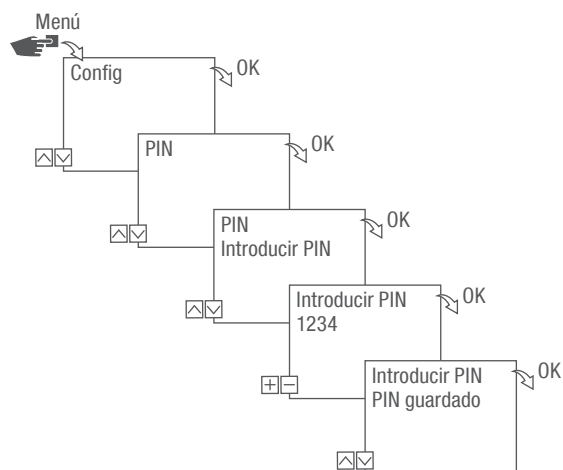 Menú
Config
OK
PIN
OK
PIN
Introducir PIN
OK
Introducir PIN
1234
OK
Introducir PIN
PIN guardado
OK